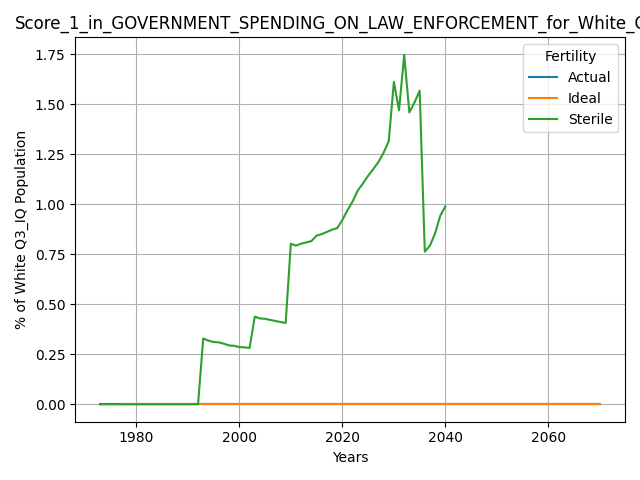 Score_1_in_GOVERNMENT_SPENDING_ON_LAW_ENFORCEMENT_for_White_
Fertility
Actual
Ideal
Sterile
1.75
1.50
1.25
1.00
0.75
0.50
0.25
0.00
% of White Q3_IQ Population
1980
2000
2020
2040
2060
Years